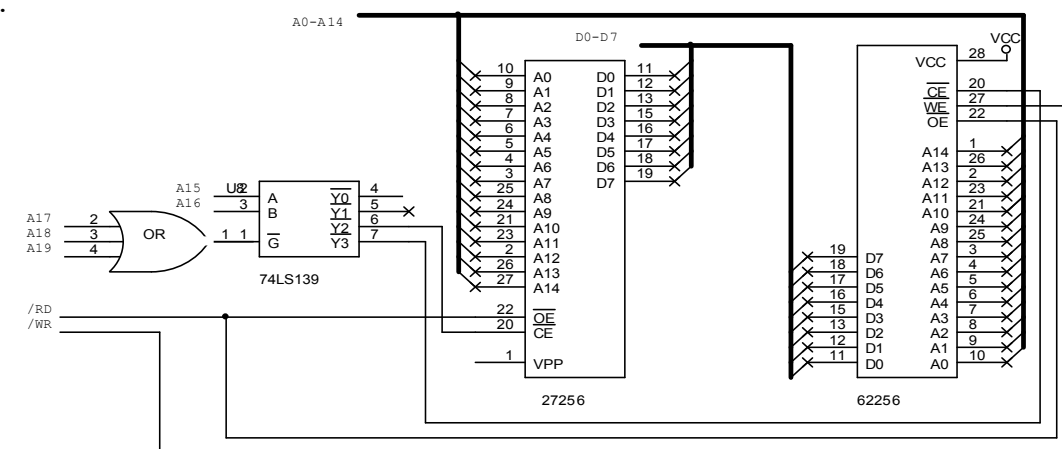 .
A0-A14
D0-D7
VCC
10 A0 D0 11
9 A1 D1 12
8 A2 D2 13
7 A3 D3 15
6 A4 D4 16
5 A5 D5 17
4 A6 D6 18
3 A7 D7 19
25 A8
24 A9
21 A10
23 A11
2 A12
26 A13
27 A14
22 OE
20 CE
1 VPP
27256
VCC 28
CE 20
WE 27
OE 22
A14 1
A13 26
A12 2
A11 23
A10 21
A9 24
A8 25
19 D7 A7 3
18 D6 A6 4
17 D5 A5 5
16 D4 A4 6
15 D3 A3 7
13 D2 A2 8
12 D1 A1 9
11 D0 A0 10
62256
A15 A Y0 4
A16 3 B Y1 5
Y2 6
1 1 G Y3 7
74LS139
A17 2
A18 3 OR
A19 4
/RD
/WR